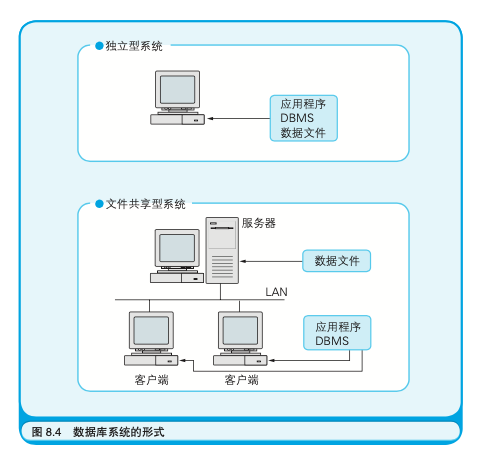 ●独立型系统
应用程序
DBMS
数据文件
●文件共享型系统
服务器
数据文件
LAN
应用程序
DBMS
客户端
客户端
图 8.4 数据库系统的形式